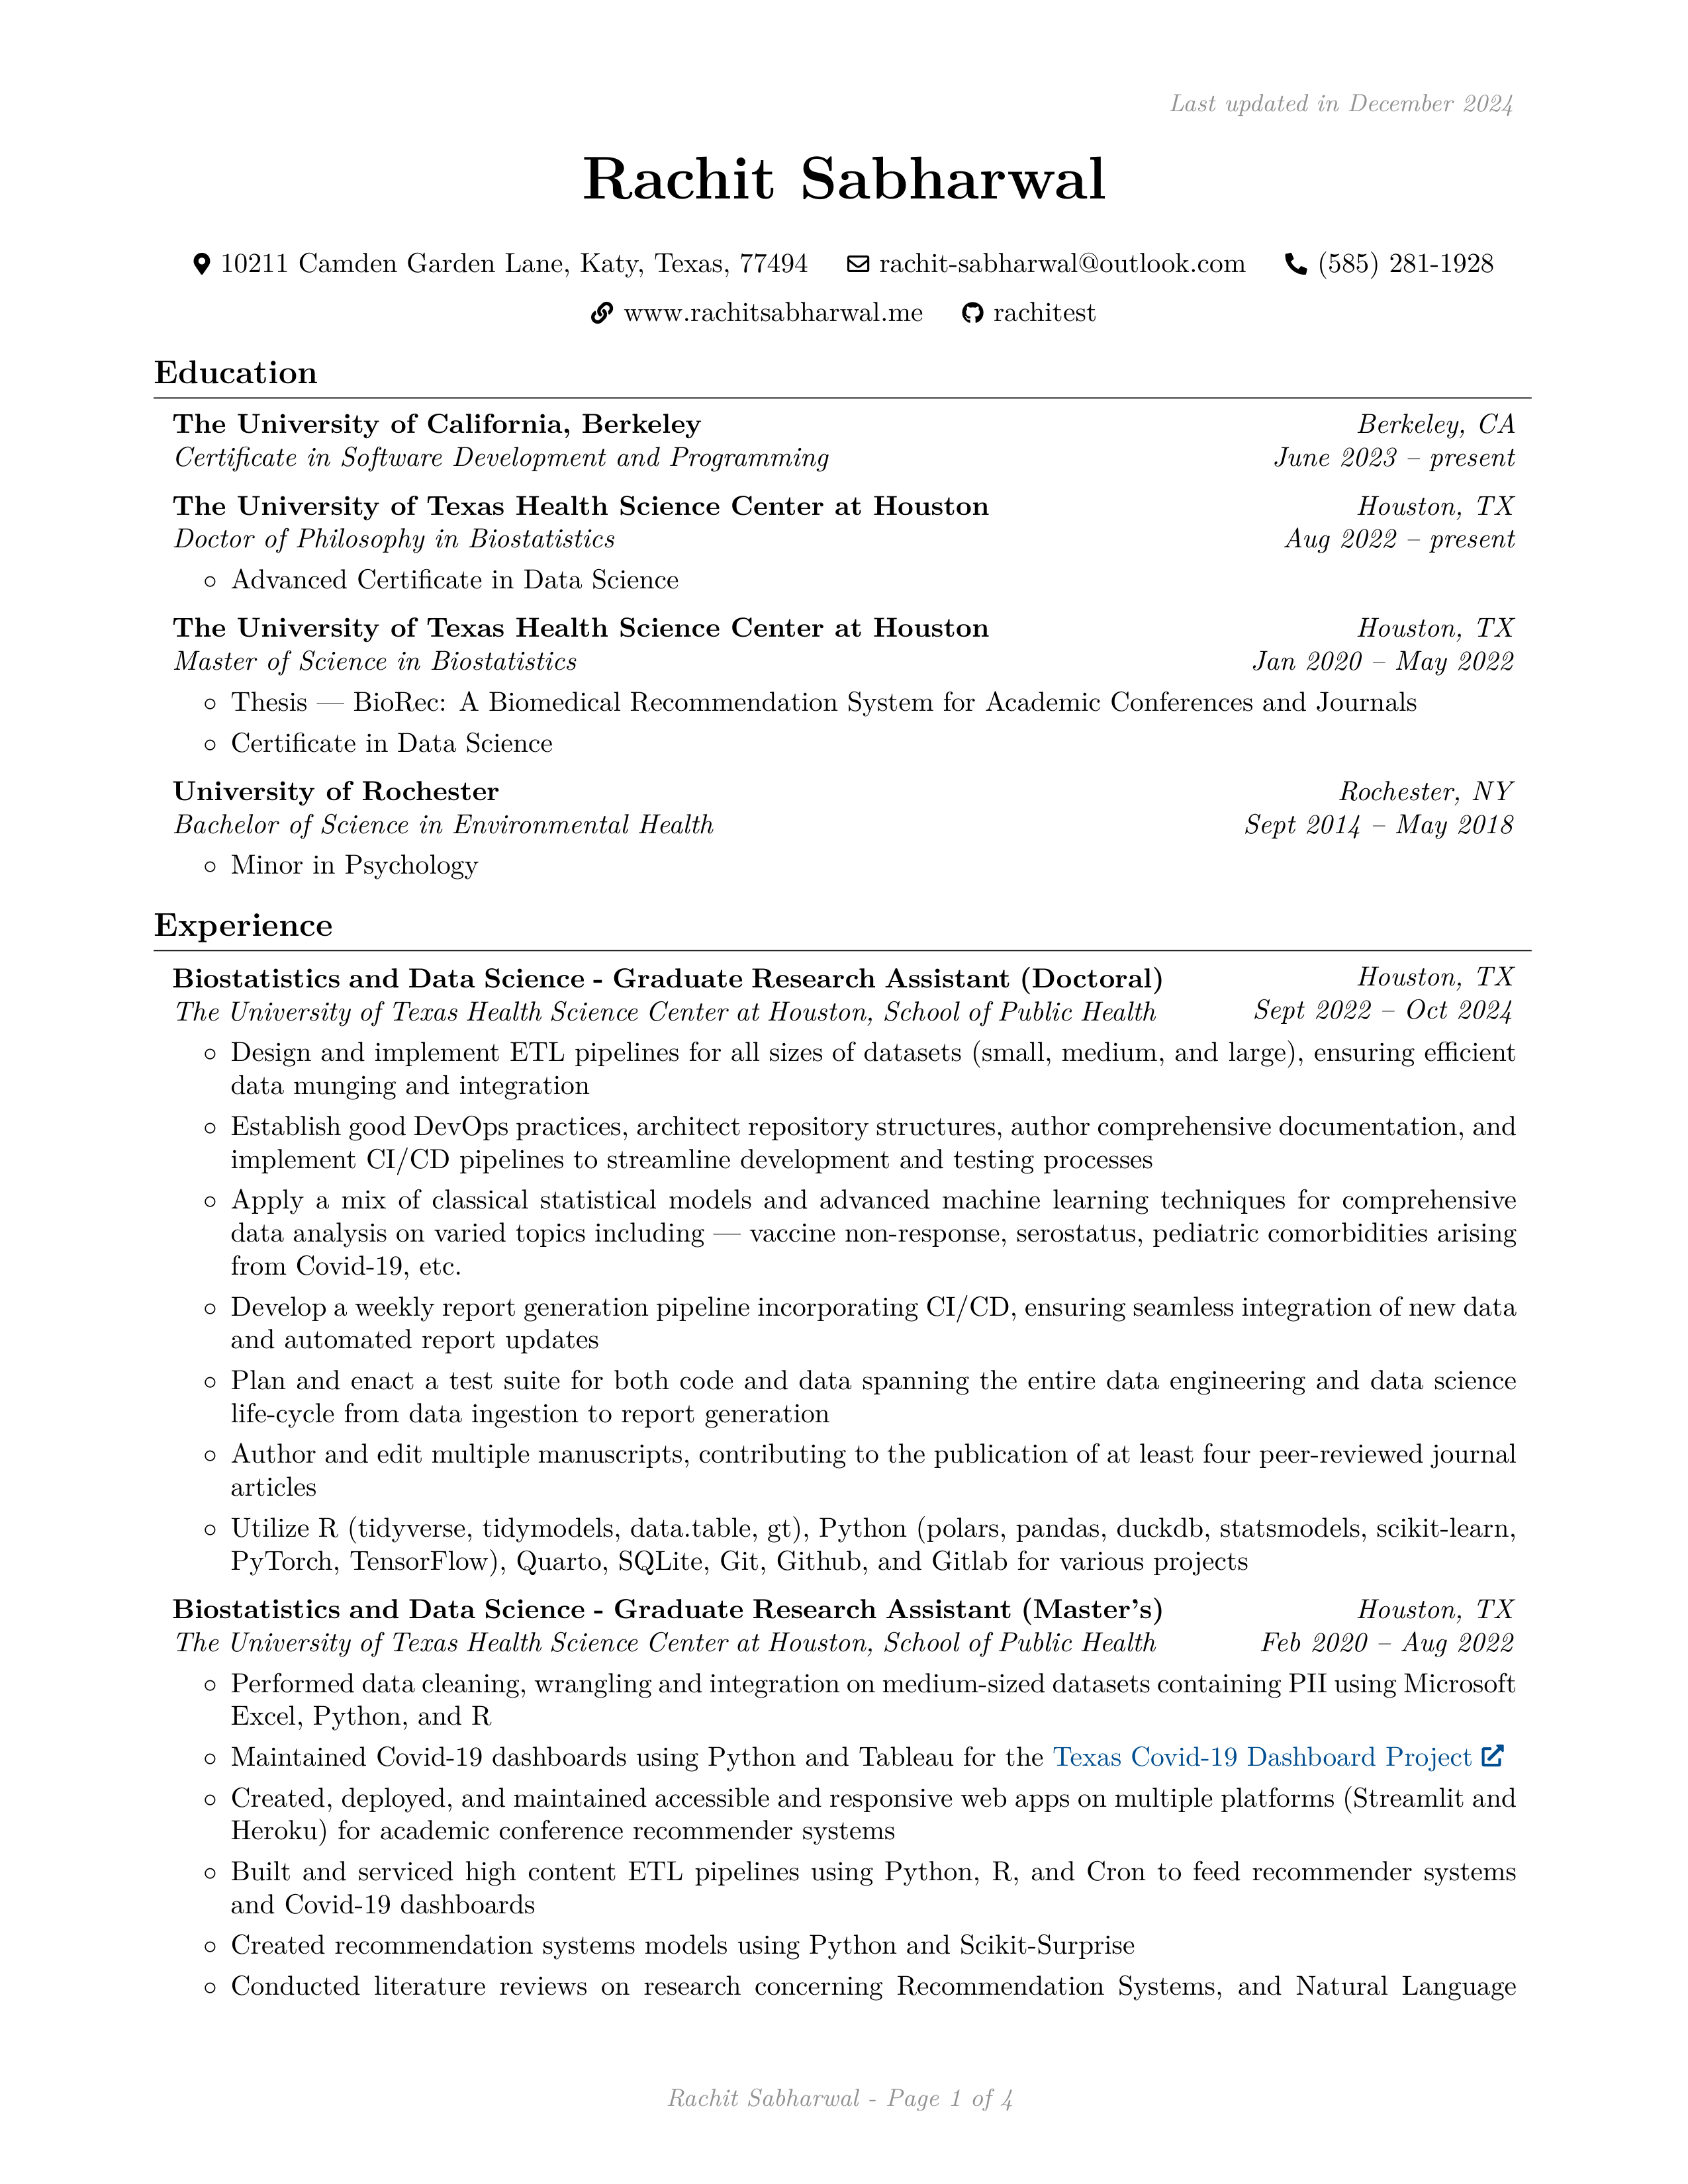 Last updated in December 2024
Rachit Sabharwal
10211 Camden Garden Lane, Katy, Texas, 77494 rachit-sabharwal@outlook.com (585) 281-1928
www.rachitsabharwal.me rachitest
Education
The University of California, Berkeley Berkeley, CA
Certificate in Software Development and Programming June 2023 – present
The University of Texas Health Science Center at Houston Houston, TX
Doctor of Philosophy in Biostatistics Aug 2022 – present
◦ Advanced Certificate in Data Science
The University of Texas Health Science Center at Houston Houston, TX
Master of Science in Biostatistics Jan 2020 – May 2022
◦ Thesis — BioRec: A Biomedical Recommendation System for Academic Conferences and Journals
◦ Certificate in Data Science
University of Rochester Rochester, NY
Bachelor of Science in Environmental Health Sept 2014 – May 2018
◦ Minor in Psychology
Experience
Biostatistics and Data Science - Graduate Research Assistant (Doctoral) Houston, TX
The University of Texas Health Science Center at Houston, School of Public Health Sept 2022 – Oct 2024
◦ Design and implement ETL pipelines for all sizes of datasets (small, medium, and large), ensuring efficient
data munging and integration
◦ Establish good DevOps practices, architect repository structures, author comprehensive documentation, and
implement CI/CD pipelines to streamline development and testing processes
◦ Apply a mix of classical statistical models and advanced machine learning techniques for comprehensive
data analysis on varied topics including — vaccine non-response, serostatus, pediatric comorbidities arising
from Covid-19, etc.
◦ Develop a weekly report generation pipeline incorporating CI/CD, ensuring seamless integration of new data
and automated report updates
◦ Plan and enact a test suite for both code and data spanning the entire data engineering and data science
life-cycle from data ingestion to report generation
◦ Author and edit multiple manuscripts, contributing to the publication of at least four peer-reviewed journal
articles
◦ Utilize R (tidyverse, tidymodels, data.table, gt), Python (polars, pandas, duckdb, statsmodels, scikit-learn,
PyTorch, TensorFlow), Quarto, SQLite, Git, Github, and Gitlab for various projects
Biostatistics and Data Science - Graduate Research Assistant (Master's) Houston, TX
The University of Texas Health Science Center at Houston, School of Public Health Feb 2020 – Aug 2022
◦ Performed data cleaning, wrangling and integration on medium-sized datasets containing PII using Microsoft
Excel, Python, and R
◦ Maintained Covid-19 dashboards using Python and Tableau for the Texas Covid-19 Dashboard Project
◦ Created, deployed, and maintained accessible and responsive web apps on multiple platforms (Streamlit and
Heroku) for academic conference recommender systems
◦ Built and serviced high content ETL pipelines using Python, R, and Cron to feed recommender systems
and Covid-19 dashboards
◦ Created recommendation systems models using Python and Scikit-Surprise
◦ Conducted literature reviews on research concerning Recommendation Systems, and Natural Language
Rachit Sabharwal - Page 1 of 4